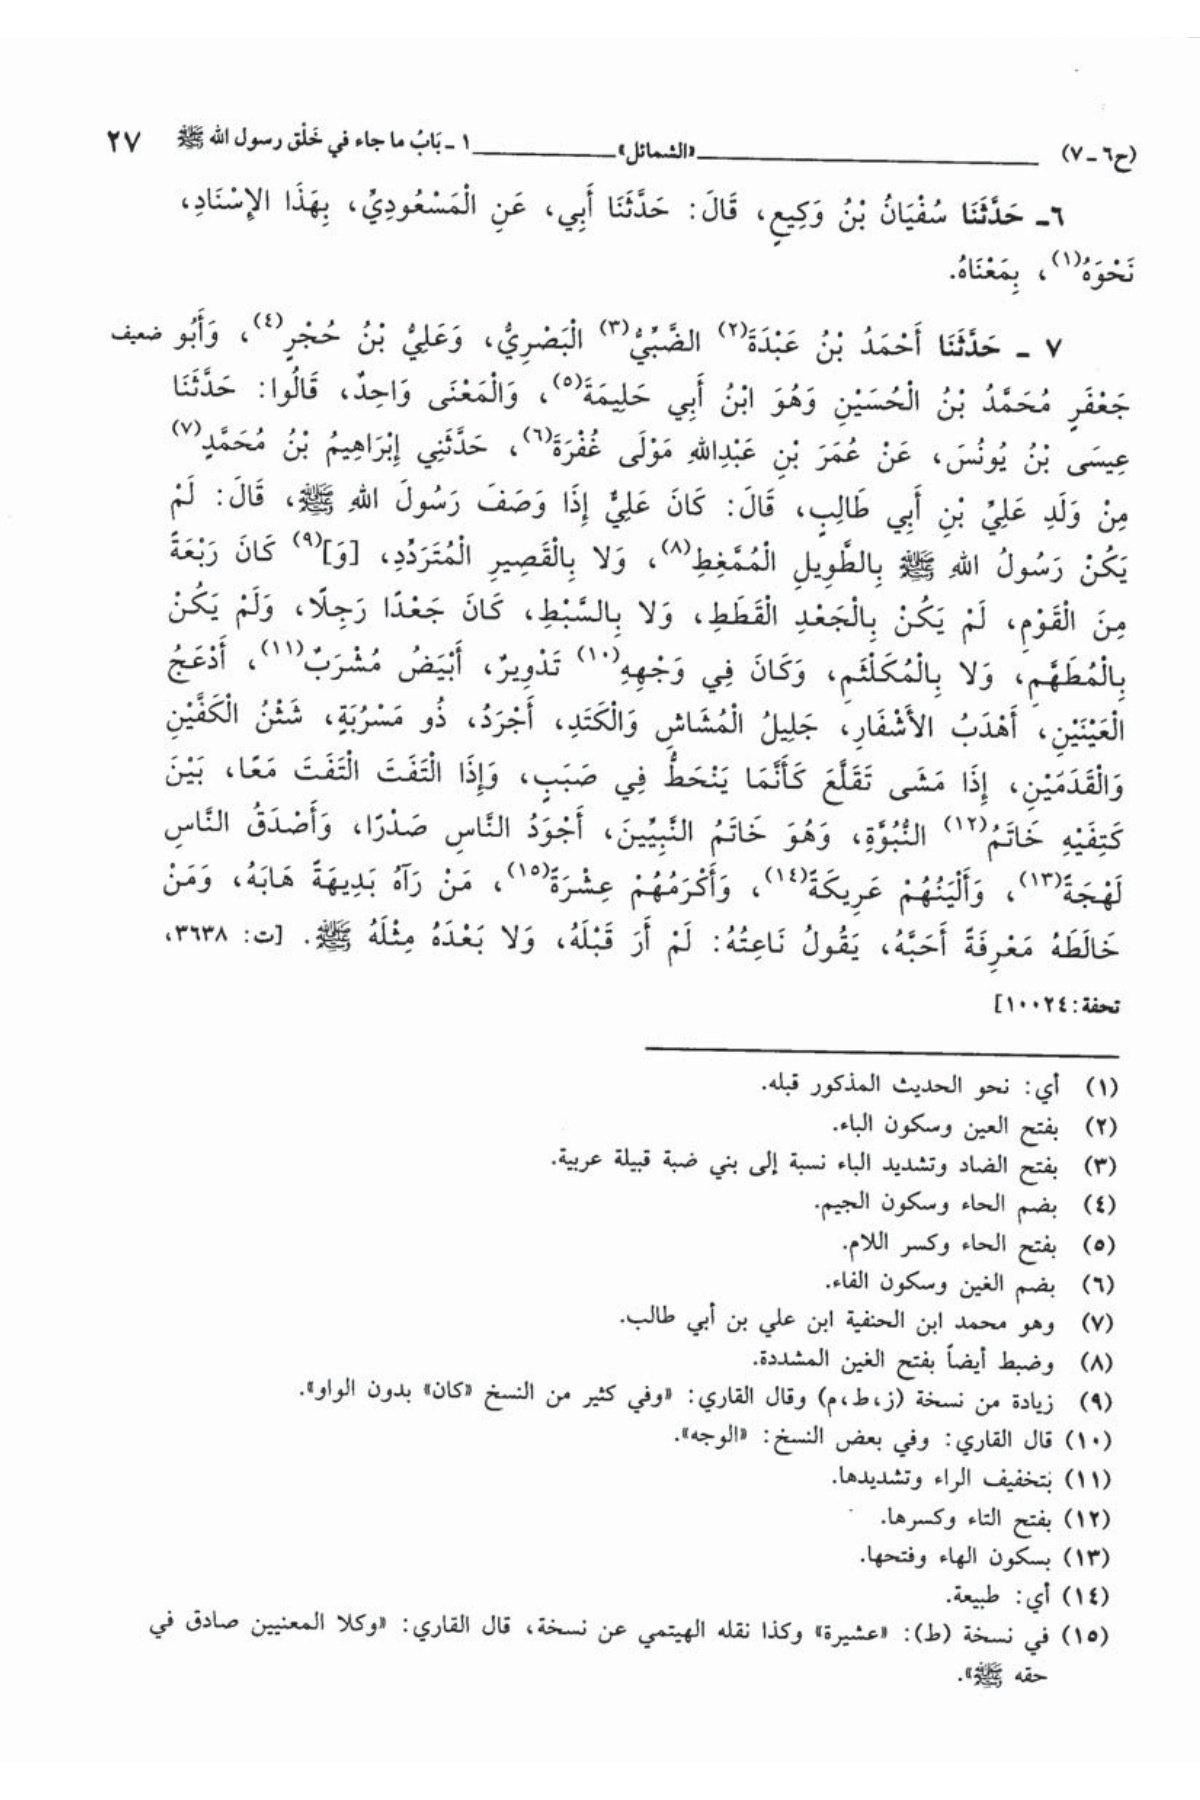 (ح٦ ـ ٧) «الشمائل» ١ ـ بَابُ ما جاء في خَلْق رسول الله ﷺ ٢٧
٦ـ حَدَّثَنَا سُفْيَانُ بْنُ وَكِيعٍ، قَالَ: حَدَّثَنَا أَبِي، عَنِ الْمَسْعُودِيِّ، بِهَذَا الإِسْنَادِ،
نَحْوَهُ(١)، بِمَعْنَاهُ.
٧ ـ حَدَّثَنَا أَحْمَدُ بْنُ عَبْدَةَ(٢) الضَّبِّيُّ(٣) الْبَصْرِيُّ، وَعَلِيُّ بْنُ حُجْرٍ(٤)، وَأَبُو ضعيف
جَعْفَرٍ مُحَمَّدُ بْنُ الْحُسَيْنِ وَهُوَ ابْنُ أَبِي حَلِيمَةَ(٥)، وَالْمَعْنَى وَاحِدٌ، قَالُوا: حَدَّثَنَا
عِيسَى بْنُ يُونُسَ، عَنْ عُمَرَ بْنِ عَبْدِاللهِ مَوْلَى غُفْرَةَ(٦)، حَدَّثَنِي إِبْرَاهِيمُ بْنُ مُحَمَّدٍ(٧)
مِنْ وَلَدِ عَلِيِّ بْنِ أَبِي طَالِبٍ، قَالَ: كَانَ عَلِيٌّ إِذَا وَصَفَ رَسُولَ اللهِ ﷺ، قَالَ: لَمْ
يَكُنْ رَسُولُ اللهِ ﷺ بِالطَّوِيلِ الْمُمَّغِطِ(٨)، وَلا بِالْقَصِيرِ الْمُتَرَدِّدِ، [وَ](٩) كَانَ رَبْعَةً
مِنَ الْقَوْمِ، لَمْ يَكُنْ بِالْجَعْدِ الْقَطَطِ، وَلا بِالسَّبْطِ، كَانَ جَعْدًا رَجِلًا، وَلَمْ يَكُنْ
بِالْمُطَهَّمِ، وَلا بِالْمُكَلْثَمِ، وَكَانَ فِي وَجْهِهِ(١٠) تَدْوِيرٌ، أَبْيَضُ مُشْرَبٌ(١١)، أَدْعَجُ
الْعَيْنَيْنِ، أَهْدَبُ الأَشْفَارِ، جَلِيلُ الْمُشَاشِ وَالْكَتَدِ، أَجْرَدُ، ذُو مَسْرُبَةٍ، شَثْنُ الْكَفَّيْنِ
وَالْقَدَمَيْنِ، إِذَا مَشَى تَقَلَّعَ كَأَنَّمَا يَنْحَطُّ فِي صَبَبٍ، وَإِذَا الْتَفَتَ الْتَفَتَ مَعًا، بَيْنَ
كَتِفَيْهِ خَاتَمُ(١٢) النُّبُوَّةِ، وَهُوَ خَاتَمُ النَّبِيِّينَ، أَجْوَدُ النَّاسِ صَدْرًا، وَأَصْدَقُ النَّاسِ
لَهْجَةً(١٣)، وَأَلْيَنُهُمْ عَرِيكَةً(١٤)، وَأَكْرَمُهُمْ عِشْرَةً(١٥)، مَنْ رَآهُ بَدِيهَةً هَابَهُ، وَمَنْ
خَالَطَهُ مَعْرِفَةً أَحَبَّهُ، يَقُولُ نَاعِتُهُ: لَمْ أَرَ قَبْلَهُ، وَلا بَعْدَهُ مِثْلَهُ ﷺ. [ت: ٣٦٣٨،
تحفة: ١٠٠٢٤]
(١) أي: نحو الحديث المذكور قبله.
(٢) بفتح العين وسكون الباء.
(٣) بفتح الضاد وتشديد الباء نسبة إلى بني ضبة قبيلة عربية.
(٤) بضم الحاء وسكون الجيم.
(٥) بفتح الحاء وكسر اللام.
(٦) بضم الغين وسكون الفاء.
(٧) وهو محمد ابن الحنفية ابن علي بن أبي طالب.
(٨) وضبط أيضاً بفتح الغين المشددة.
(٩) زيادة من نسخة (ز،ط،م) وقال القاري: «وفي كثير من النسخ «كان» بدون الواو».
(١٠) قال القاري: وفي بعض النسخ: «الوجه».
(١١) بتخفيف الراء وتشديدها.
(١٢) بفتح التاء وكسرها.
(١٣) بسكون الهاء وفتحها.
(١٤) أي: طبيعة.
(١٥) في نسخة (ط): «عشيرة» وكذا نقله الهيتمي عن نسخة، قال القاري: «وكلا المعنيين صادق في
حقه ﷺ».